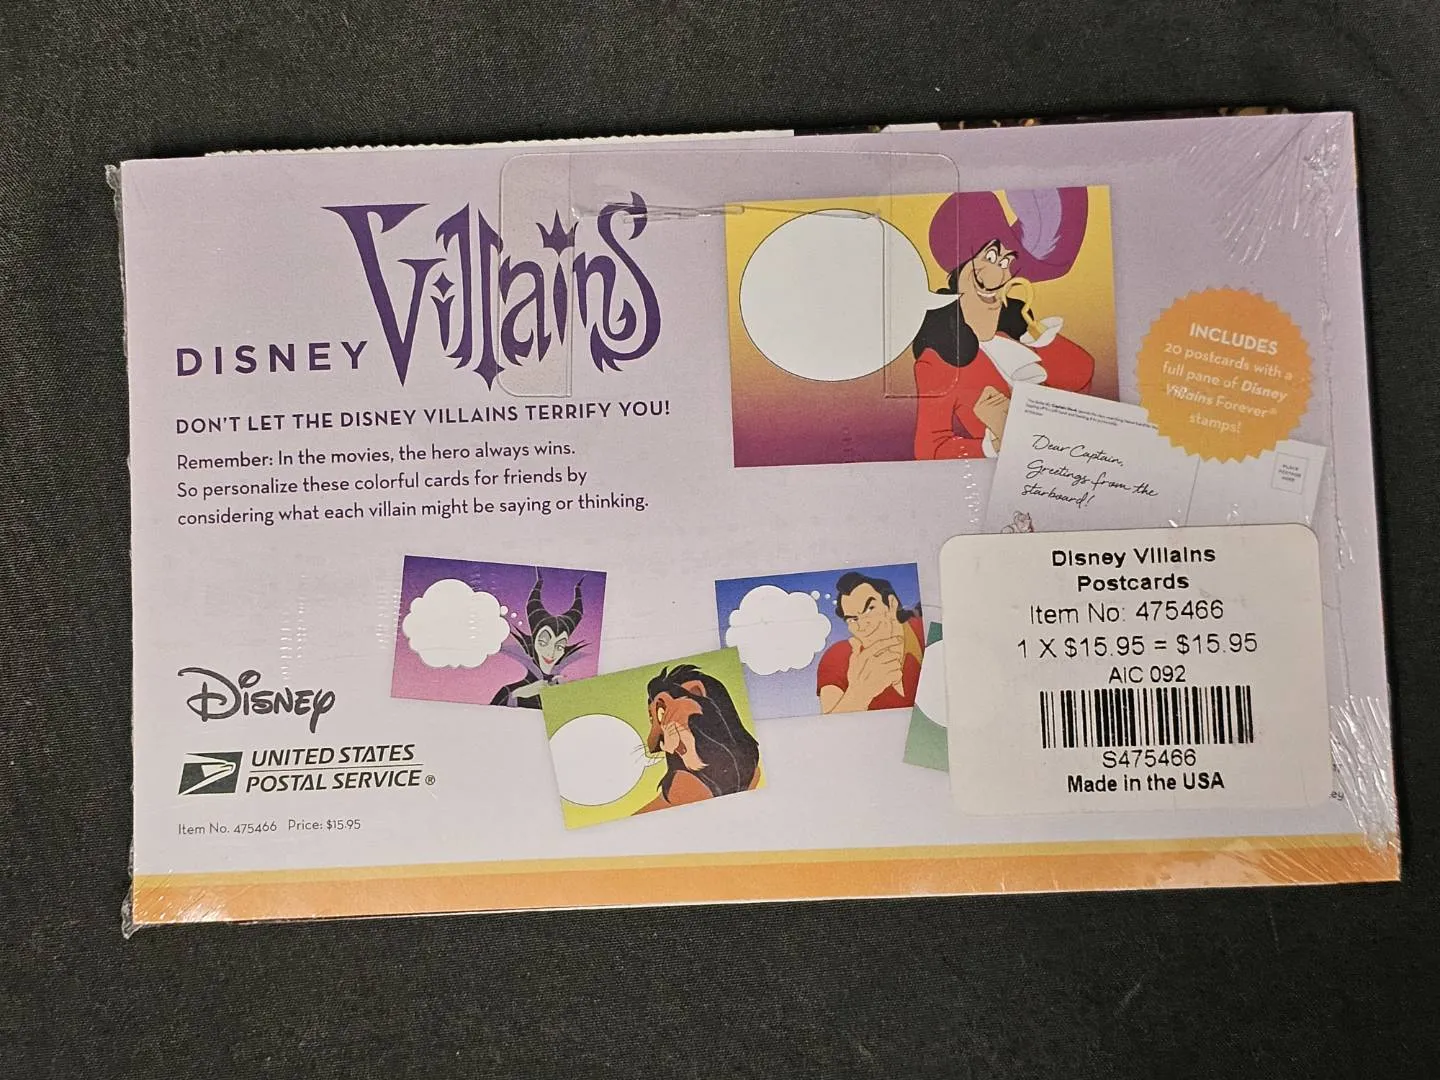 DISNEY Villains
DON'T LET THE DISNEY VILLAINS TERRIFY YOU!
Remember: In the movies, the hero always wins.
So personalize these colorful cards for friends by
considering what each villain might be saying or thinking.
INCLUDES
20 postcards with a
full pane of Disney
Villains Forever®
stamps!
Dear Captain,
Greetings from the
starboard!
PLACE
POSTAGE
HERE
Disney Villains
Postcards
Item No: 475466
1 X $15.95 = $15.95
AIC 092
S475466
Made in the USA
DISNEY
UNITED STATES
POSTAL SERVICE®
Item No. 475466 Price: $15.95